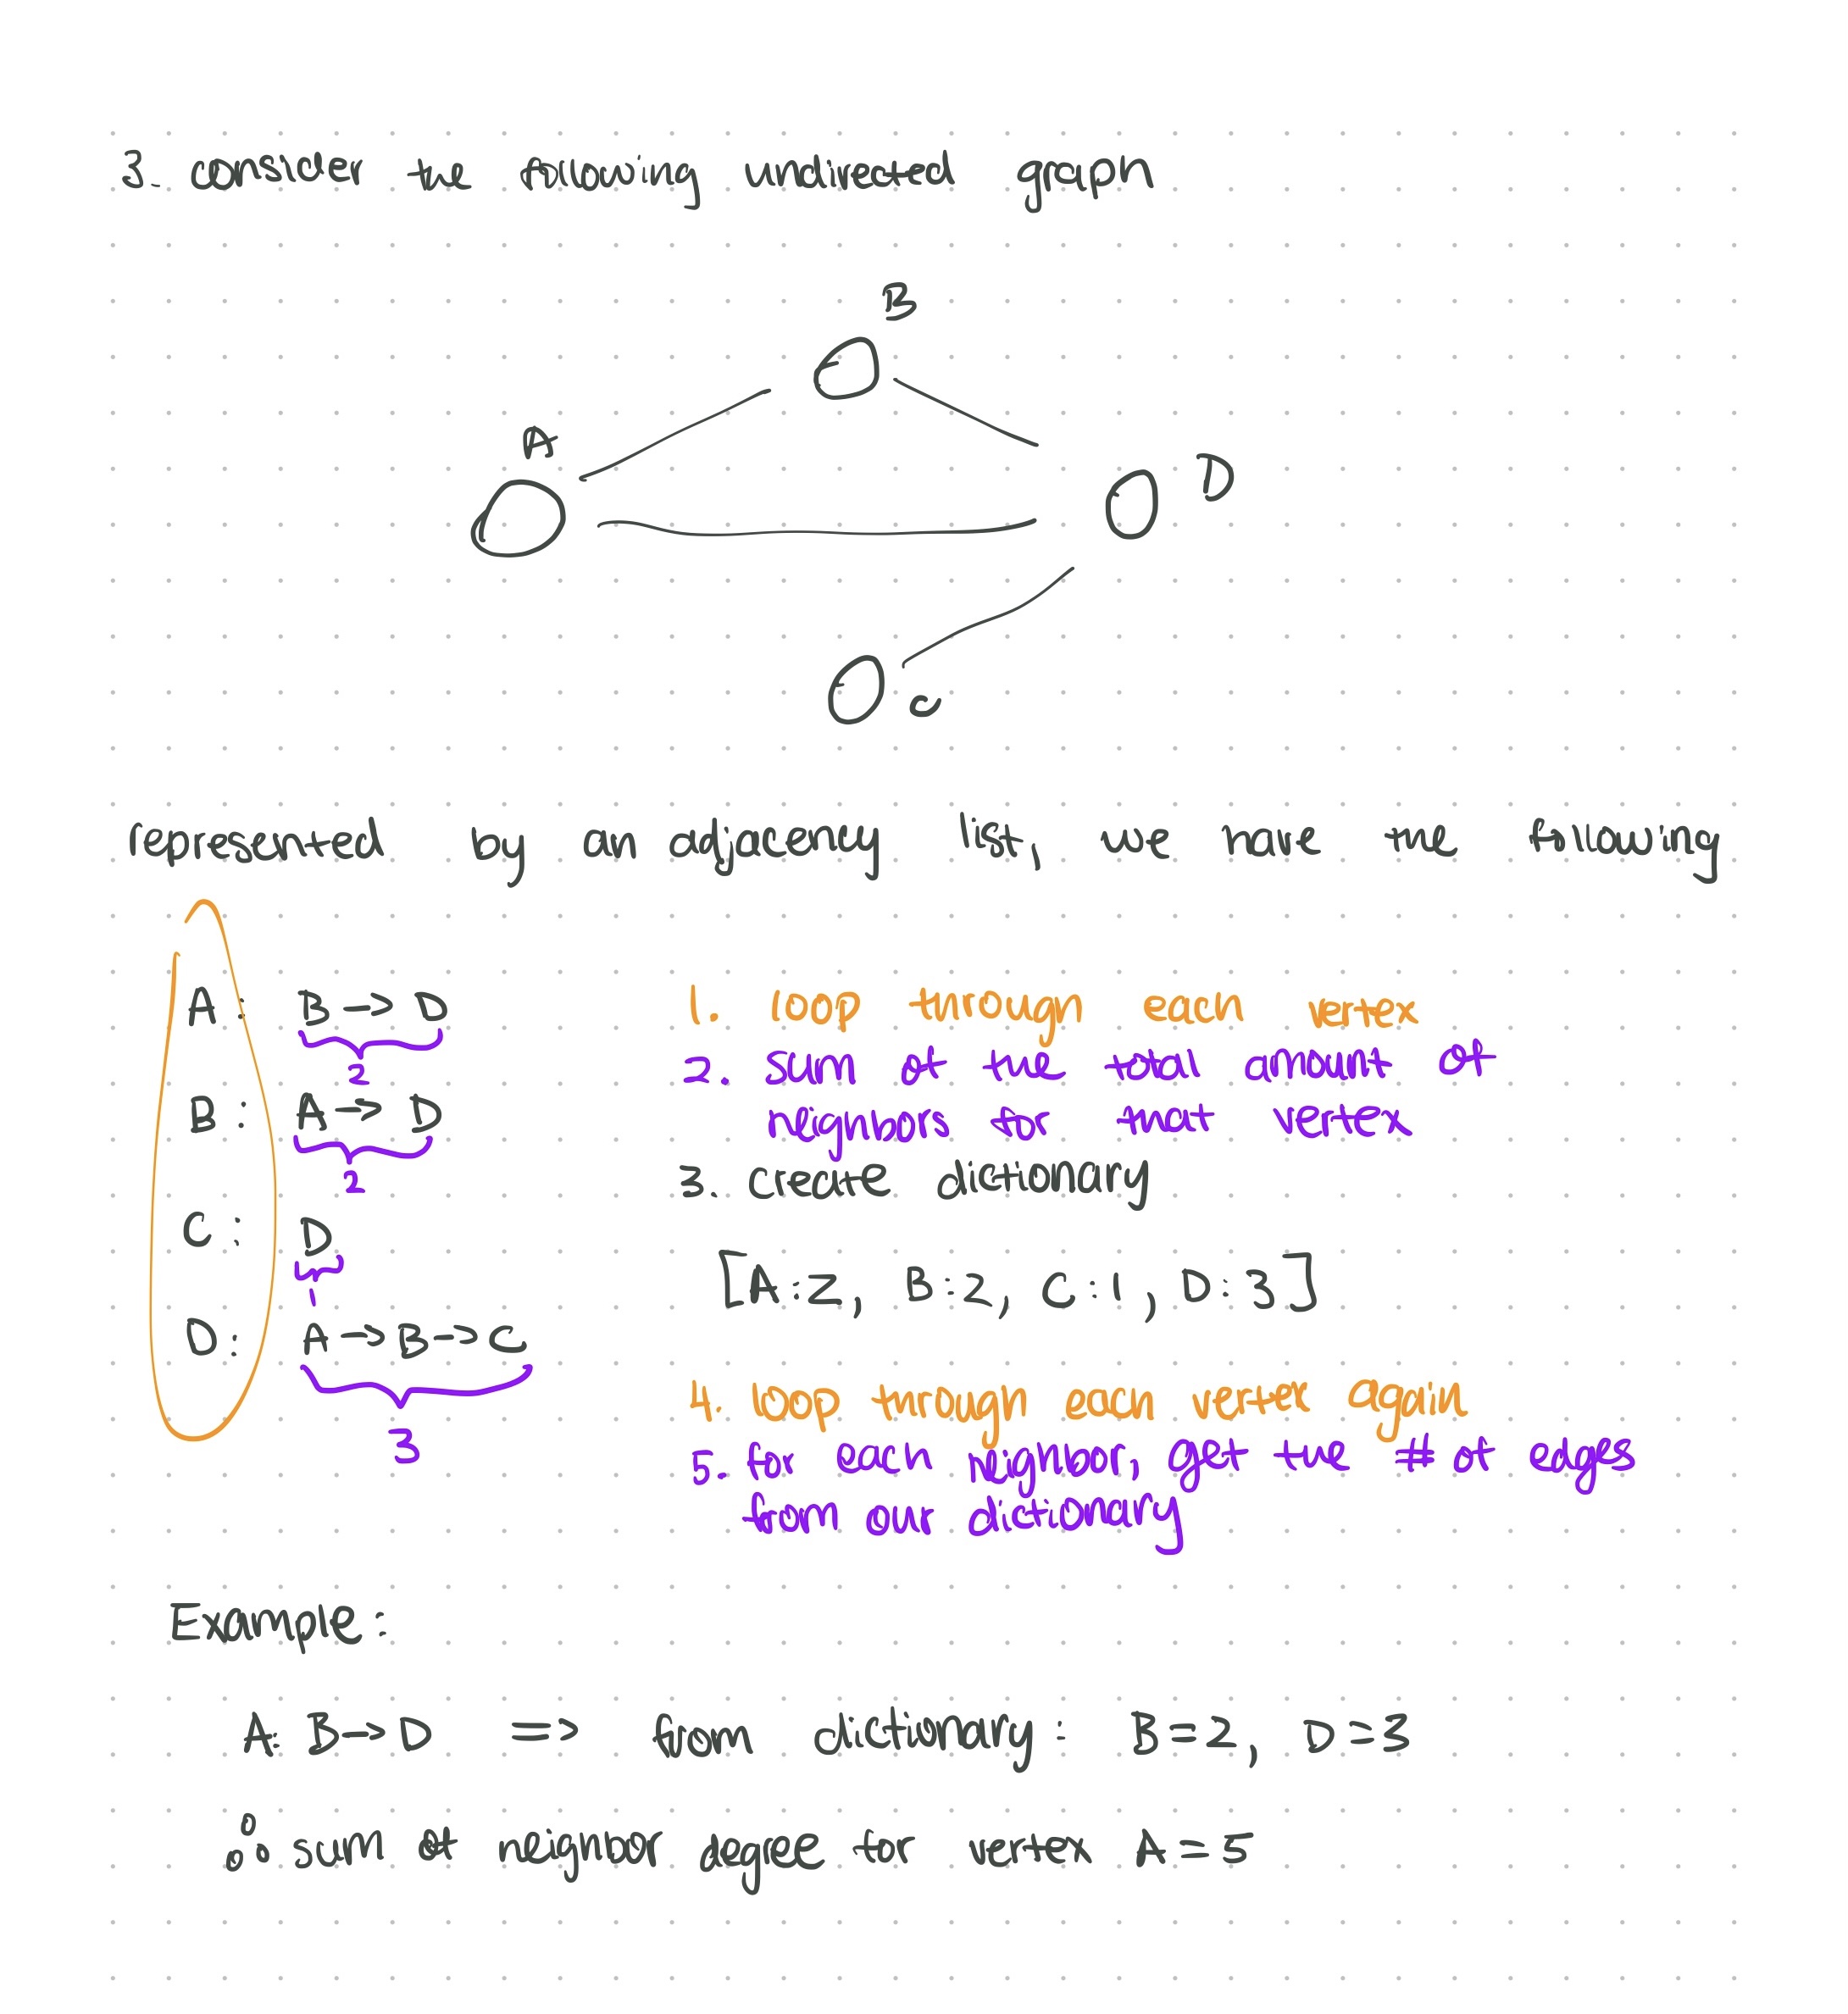 3. consider the following undirected graph
B
A
D
C
represented by an adjacency list, we have the following
A: B -> D
2
B: A -> D
2
C: D
1
D: A -> B -> C
3
1. loop through each vertex
2. sum of the total amount of
neighbors for that vertex
3. create dictionary
[A:2, B:2, C:1, D:3]
4. loop through each vertex again
5. for each neighbor, get the # of edges
from our dictionary
Example:
A: B -> D => from dictionary: B=2, D=3
∴ sum of neighbor degree for vertex A=5